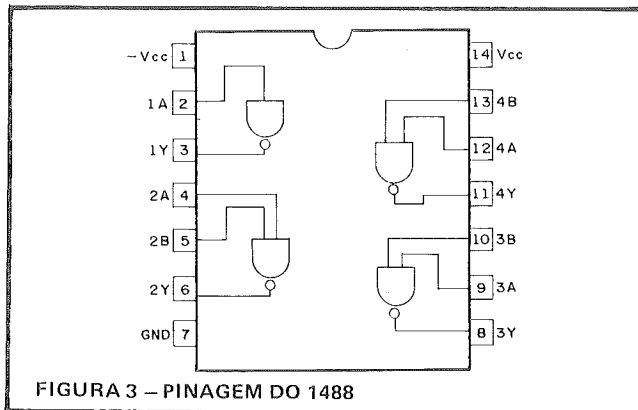 -Vcc 1
14 Vcc
1A 2
13 4B
1Y 3
12 4A
2A 4
11 4Y
2B 5
10 3B
2Y 6
9 3A
GND 7
8 3Y
FIGURA 3 – PINAGEM DO 1488